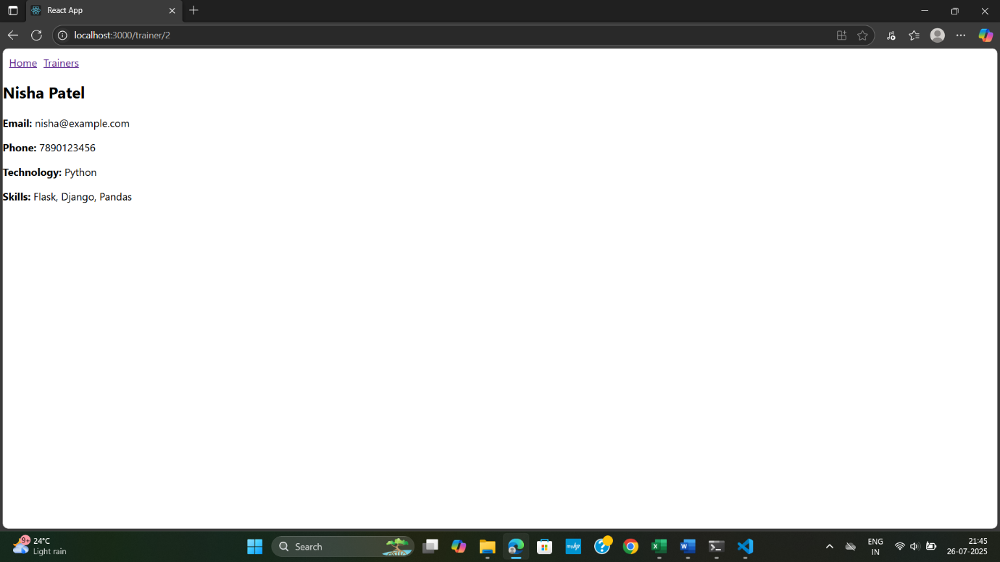 React App
localhost:3000/trainer/2
Home Trainers
Nisha Patel
Email: nisha@example.com
Phone: 7890123456
Technology: Python
Skills: Flask, Django, Pandas
9+
24°C
Light rain
Search
myhp
ENG
IN
21:45
26-07-2025